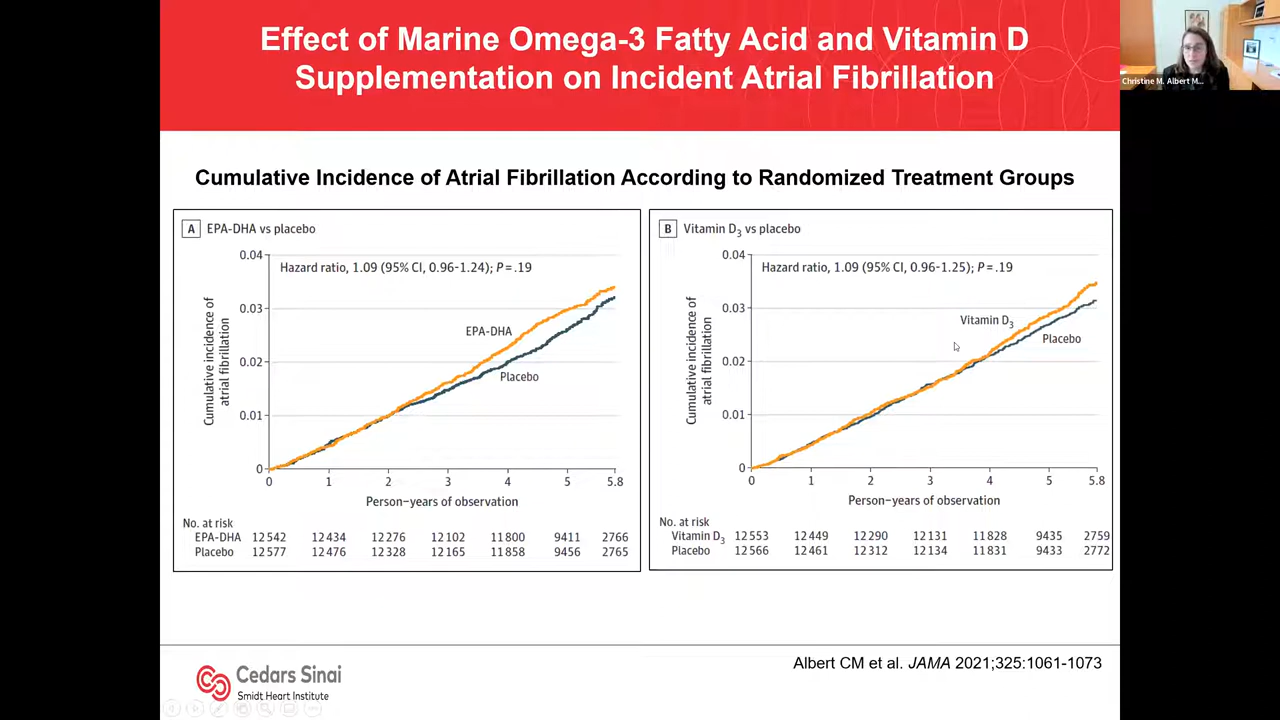 Effect of Marine Omega-3 Fatty Acid and Vitamin D
Supplementation on Incident Atrial Fibrillation
Christine M. Albert M...
Cumulative Incidence of Atrial Fibrillation According to Randomized Treatment Groups
A EPA-DHA vs placebo
Hazard ratio, 1.09 (95% CI, 0.96-1.24); P = .19
Cumulative incidence of
atrial fibrillation
0.04
0.03
0.02
0.01
0
EPA-DHA
Placebo
0 1 2 3 4 5 5.8
Person-years of observation
No. at risk
EPA-DHA 12 542 12 434 12 276 12 102 11 800 9411 2766
Placebo 12 577 12 476 12 328 12 165 11 858 9456 2765
B Vitamin D3 vs placebo
Hazard ratio, 1.09 (95% CI, 0.96-1.25); P = .19
Cumulative incidence of
atrial fibrillation
0.04
0.03
0.02
0.01
0
Vitamin D3
Placebo
0 1 2 3 4 5 5.8
Person-years of observation
No. at risk
Vitamin D3 12 553 12 449 12 290 12 131 11 828 9435 2759
Placebo 12 566 12 461 12 312 12 134 11 831 9433 2772
Cedars Sinai
Smidt Heart Institute
Albert CM et al. JAMA 2021;325:1061-1073